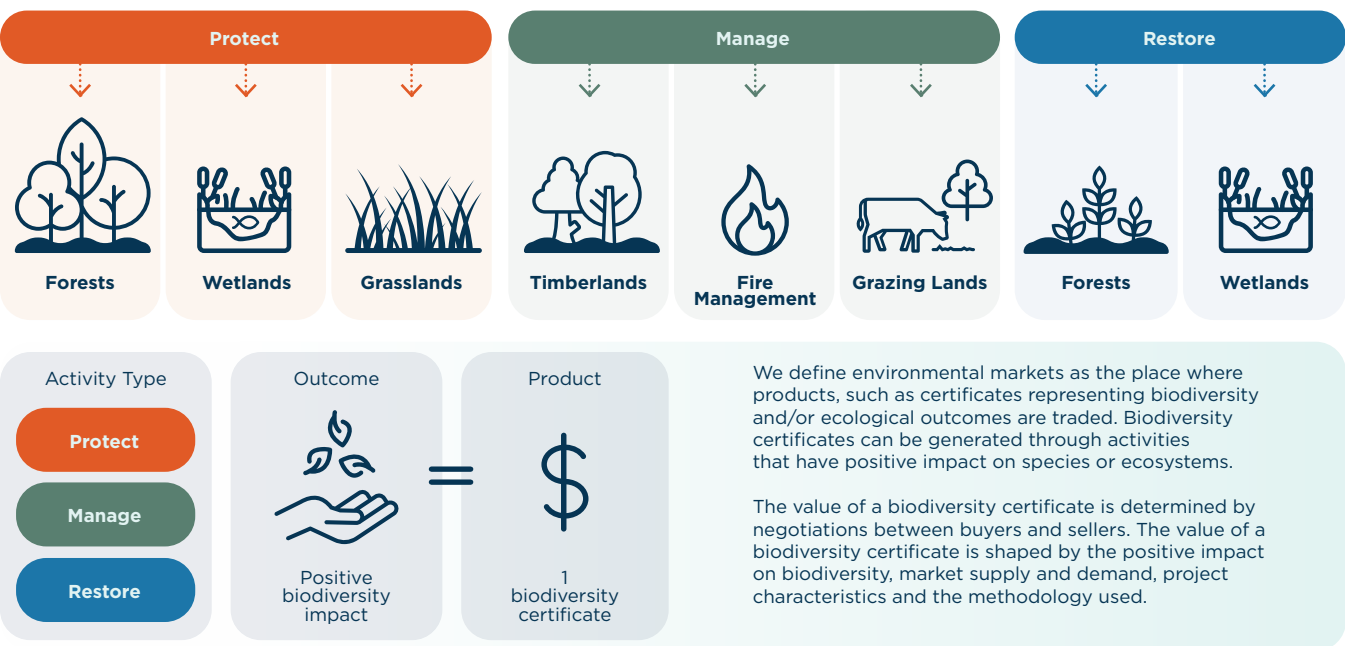 Protect
Manage
Restore
Forests
Wetlands
Grasslands
Timberlands
Fire
Management
Grazing Lands
Forests
Wetlands
Activity Type
Protect
Manage
Restore
Outcome
=
Positive
biodiversity
impact
Product
$
1
biodiversity
certificate
We define environmental markets as the place where
products, such as certificates representing biodiversity
and/or ecological outcomes are traded. Biodiversity
certificates can be generated through activities
that have positive impact on species or ecosystems.
The value of a biodiversity certificate is determined by
negotiations between buyers and sellers. The value of a
biodiversity certificate is shaped by the positive impact
on biodiversity, market supply and demand, project
characteristics and the methodology used.